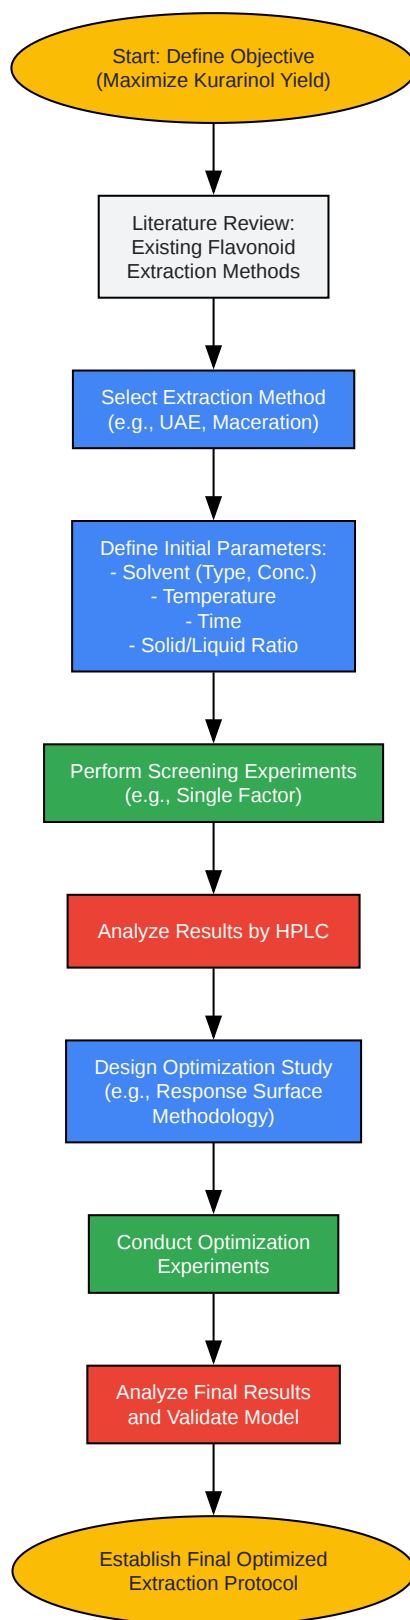 Start: Define Objective
(Maximize Kurarinol Yield)
Literature Review:
Existing Flavonoid
Extraction Methods
Select Extraction Method
(e.g., UAE, Maceration)
Define Initial Parameters:
- Solvent (Type, Conc.)
- Temperature
- Time
- Solid/Liquid Ratio
Perform Screening Experiments
(e.g., Single Factor)
Analyze Results by HPLC
Design Optimization Study
(e.g., Response Surface
Methodology)
Conduct Optimization
Experiments
Analyze Final Results
and Validate Model
Establish Final Optimized
Extraction Protocol